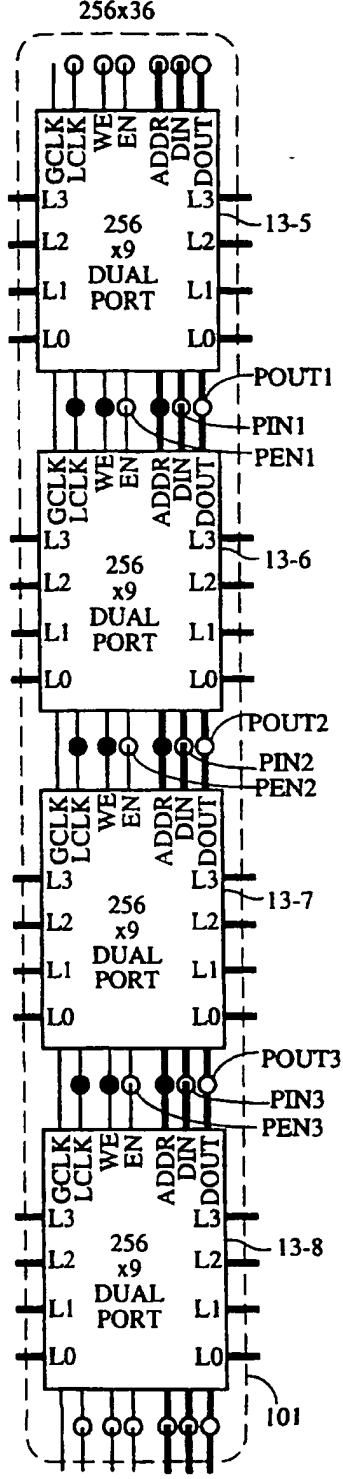 256x36
GCLK LCLK WE EN ADDR DIN DOUT
L3 L3
256
x9
DUAL
PORT
13-5
L2 L2
L1 L1
L0 L0
POUT1
PIN1
PEN1
GCLK LCLK WE EN ADDR DIN DOUT
L3 L3
256
x9
DUAL
PORT
13-6
L2 L2
L1 L1
L0 L0
POUT2
PIN2
PEN2
GCLK LCLK WE EN ADDR DIN DOUT
L3 L3
256
x9
DUAL
PORT
13-7
L2 L2
L1 L1
L0 L0
POUT3
PIN3
PEN3
GCLK LCLK WE EN ADDR DIN DOUT
L3 L3
256
x9
DUAL
PORT
13-8
L2 L2
L1 L1
L0 L0
101